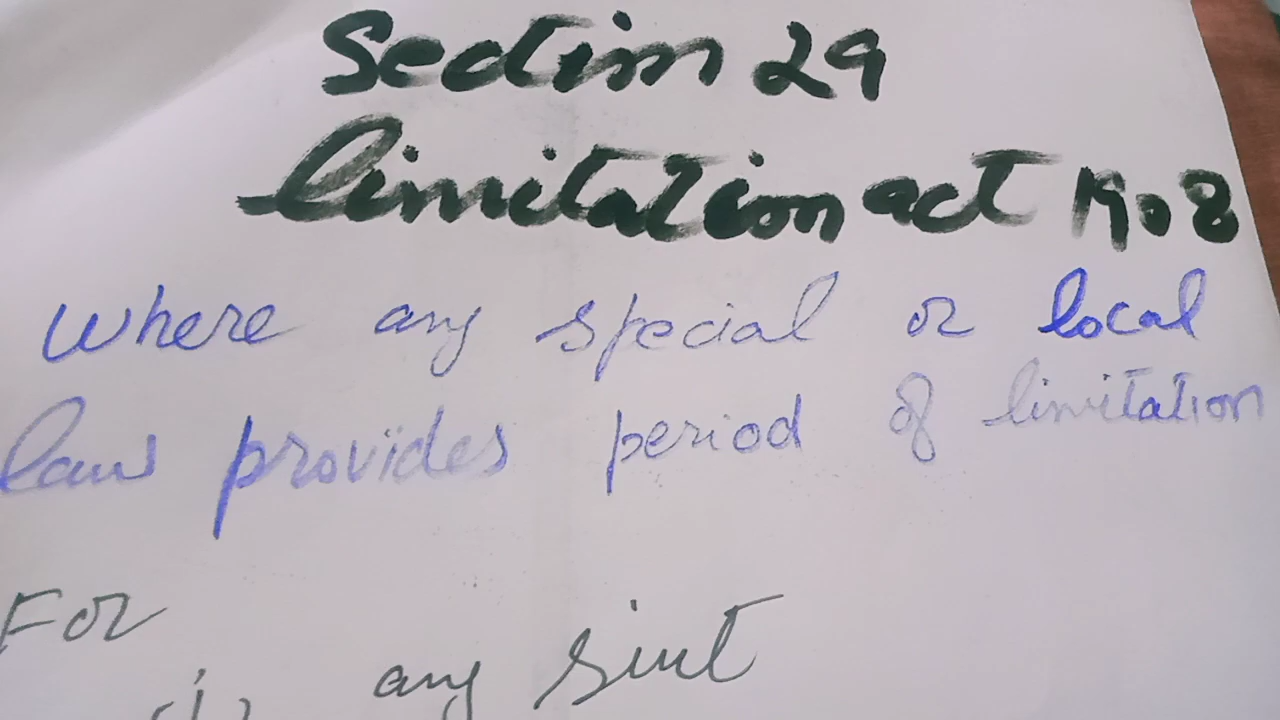 Section 29
limitation act 1908
where any special or local
law provides period of limitation
For
(i) any suit